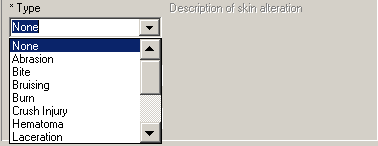 * Type Description of skin alteration
None
None
Abrasion
Bite
Bruising
Burn
Crush Injury
Hematoma
Laceration